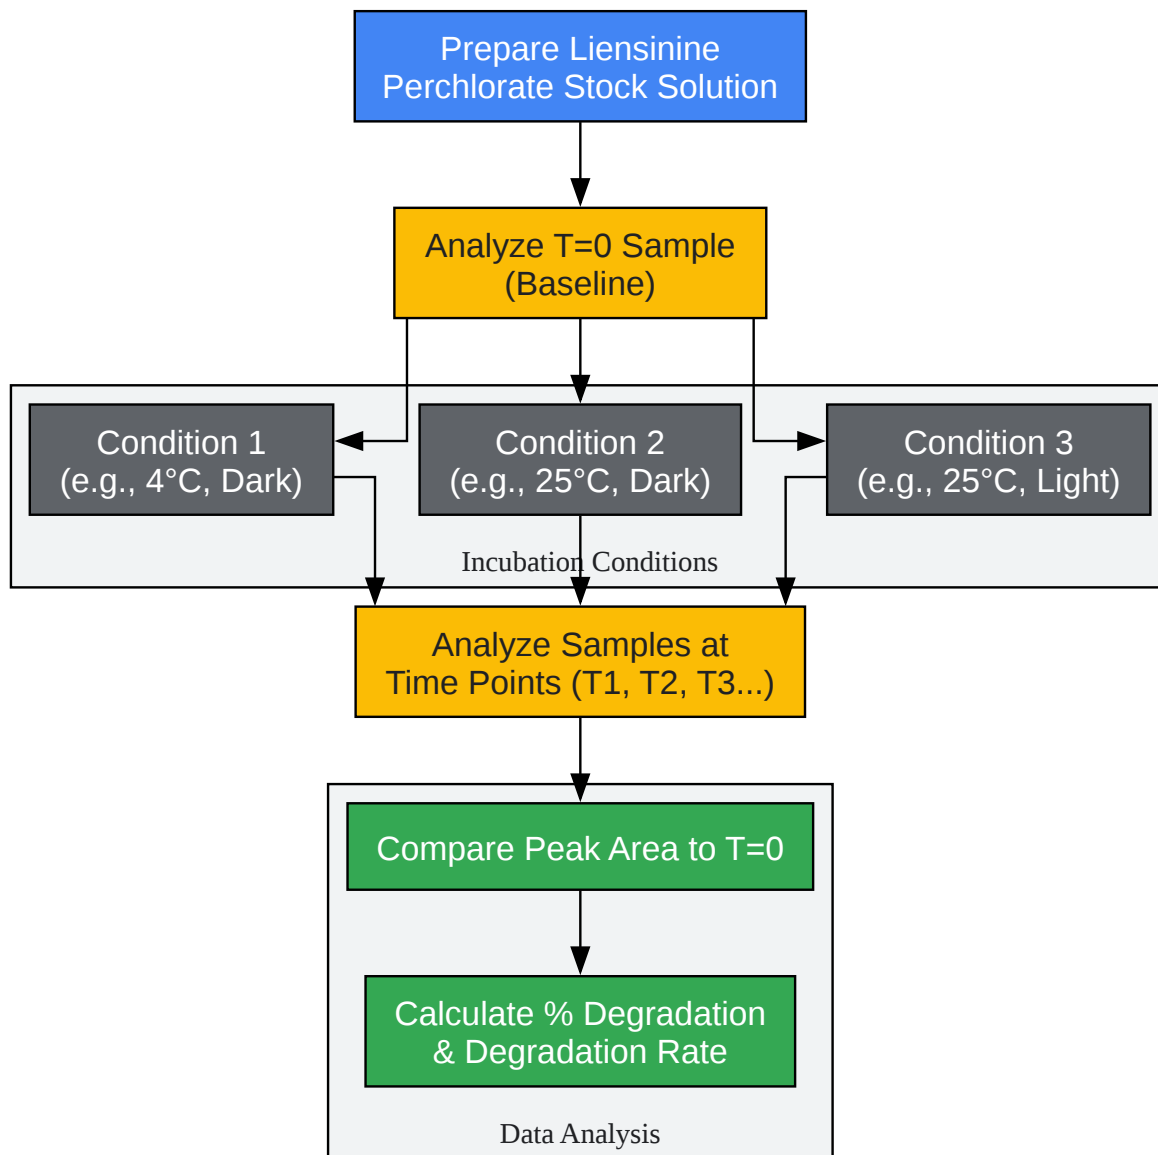 Prepare Liensinine
Perchlorate Stock Solution
Analyze T=0 Sample
(Baseline)
Condition 1
(e.g., 4°C, Dark)
Condition 2
(e.g., 25°C, Dark)
Condition 3
(e.g., 25°C, Light)
Incubation Conditions
Analyze Samples at
Time Points (T1, T2, T3...)
Compare Peak Area to T=0
Calculate % Degradation
& Degradation Rate
Data Analysis